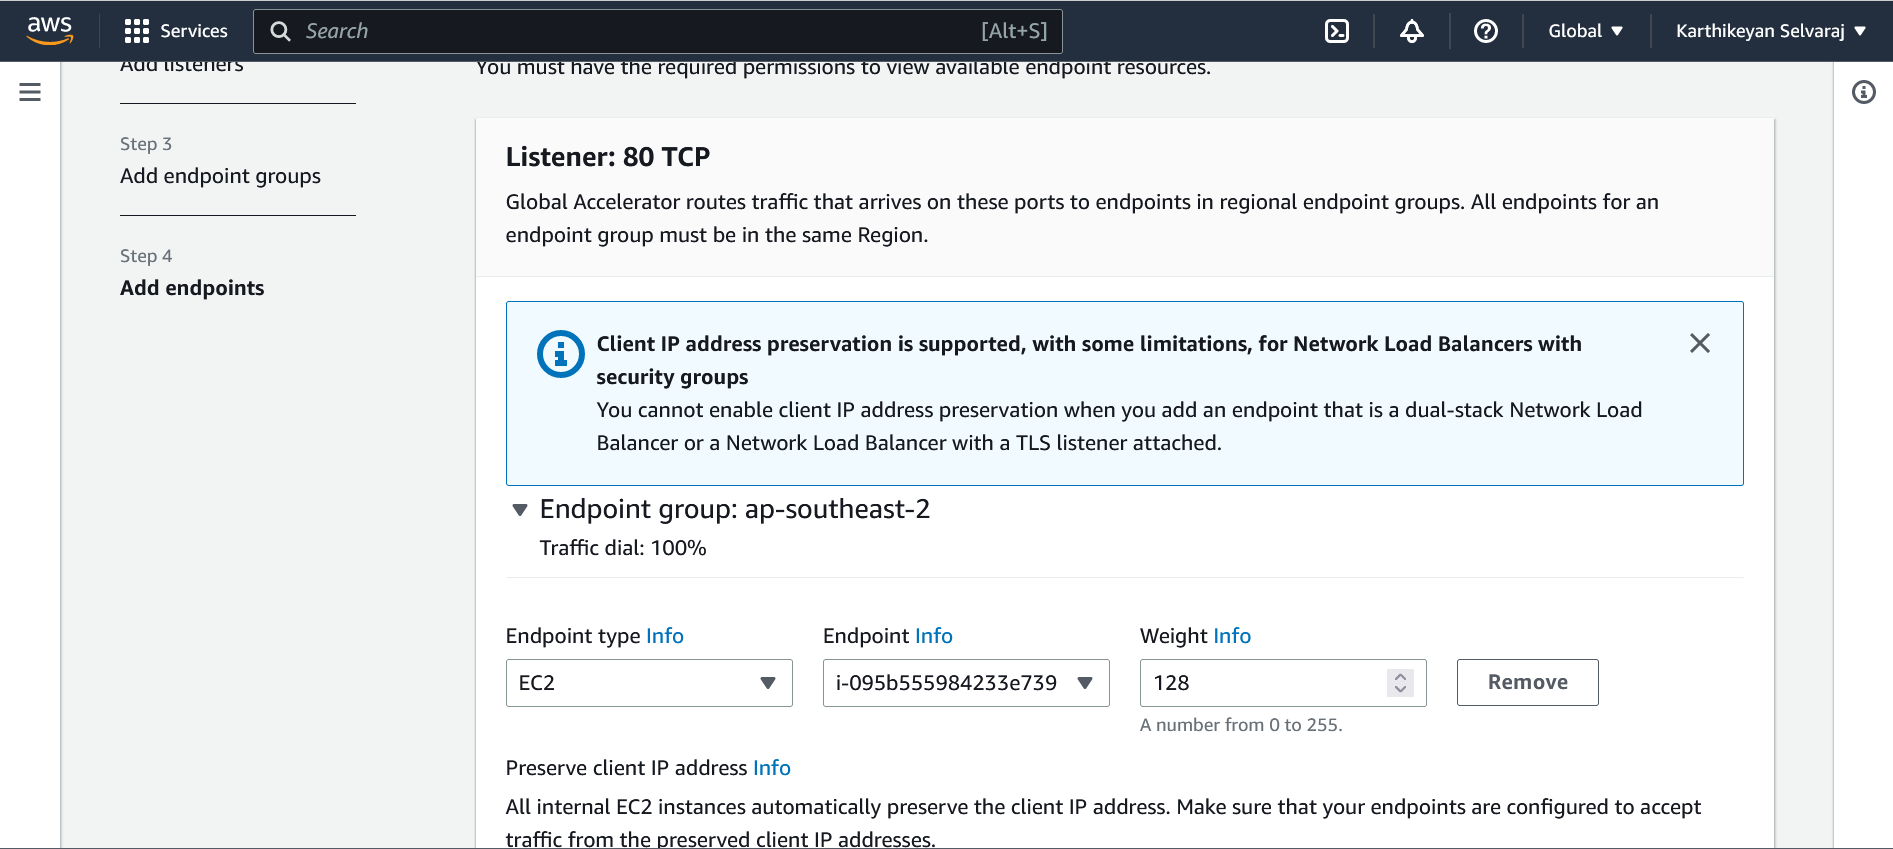 aws
Services
Search
[Alt+S]
Global
Karthikeyan Selvaraj
Add listeners
Step 3
Add endpoint groups
Step 4
Add endpoints
You must have the required permissions to view available endpoint resources.
Listener: 80 TCP
Global Accelerator routes traffic that arrives on these ports to endpoints in regional endpoint groups. All endpoints for an
endpoint group must be in the same Region.
Client IP address preservation is supported, with some limitations, for Network Load Balancers with
security groups
You cannot enable client IP address preservation when you add an endpoint that is a dual-stack Network Load
Balancer or a Network Load Balancer with a TLS listener attached.
Endpoint group: ap-southeast-2
Traffic dial: 100%
Endpoint type Info
EC2
Endpoint Info
i-095b555984233e739
Weight Info
128
A number from 0 to 255.
Remove
Preserve client IP address Info
All internal EC2 instances automatically preserve the client IP address. Make sure that your endpoints are configured to accept
traffic from the preserved client IP addresses.